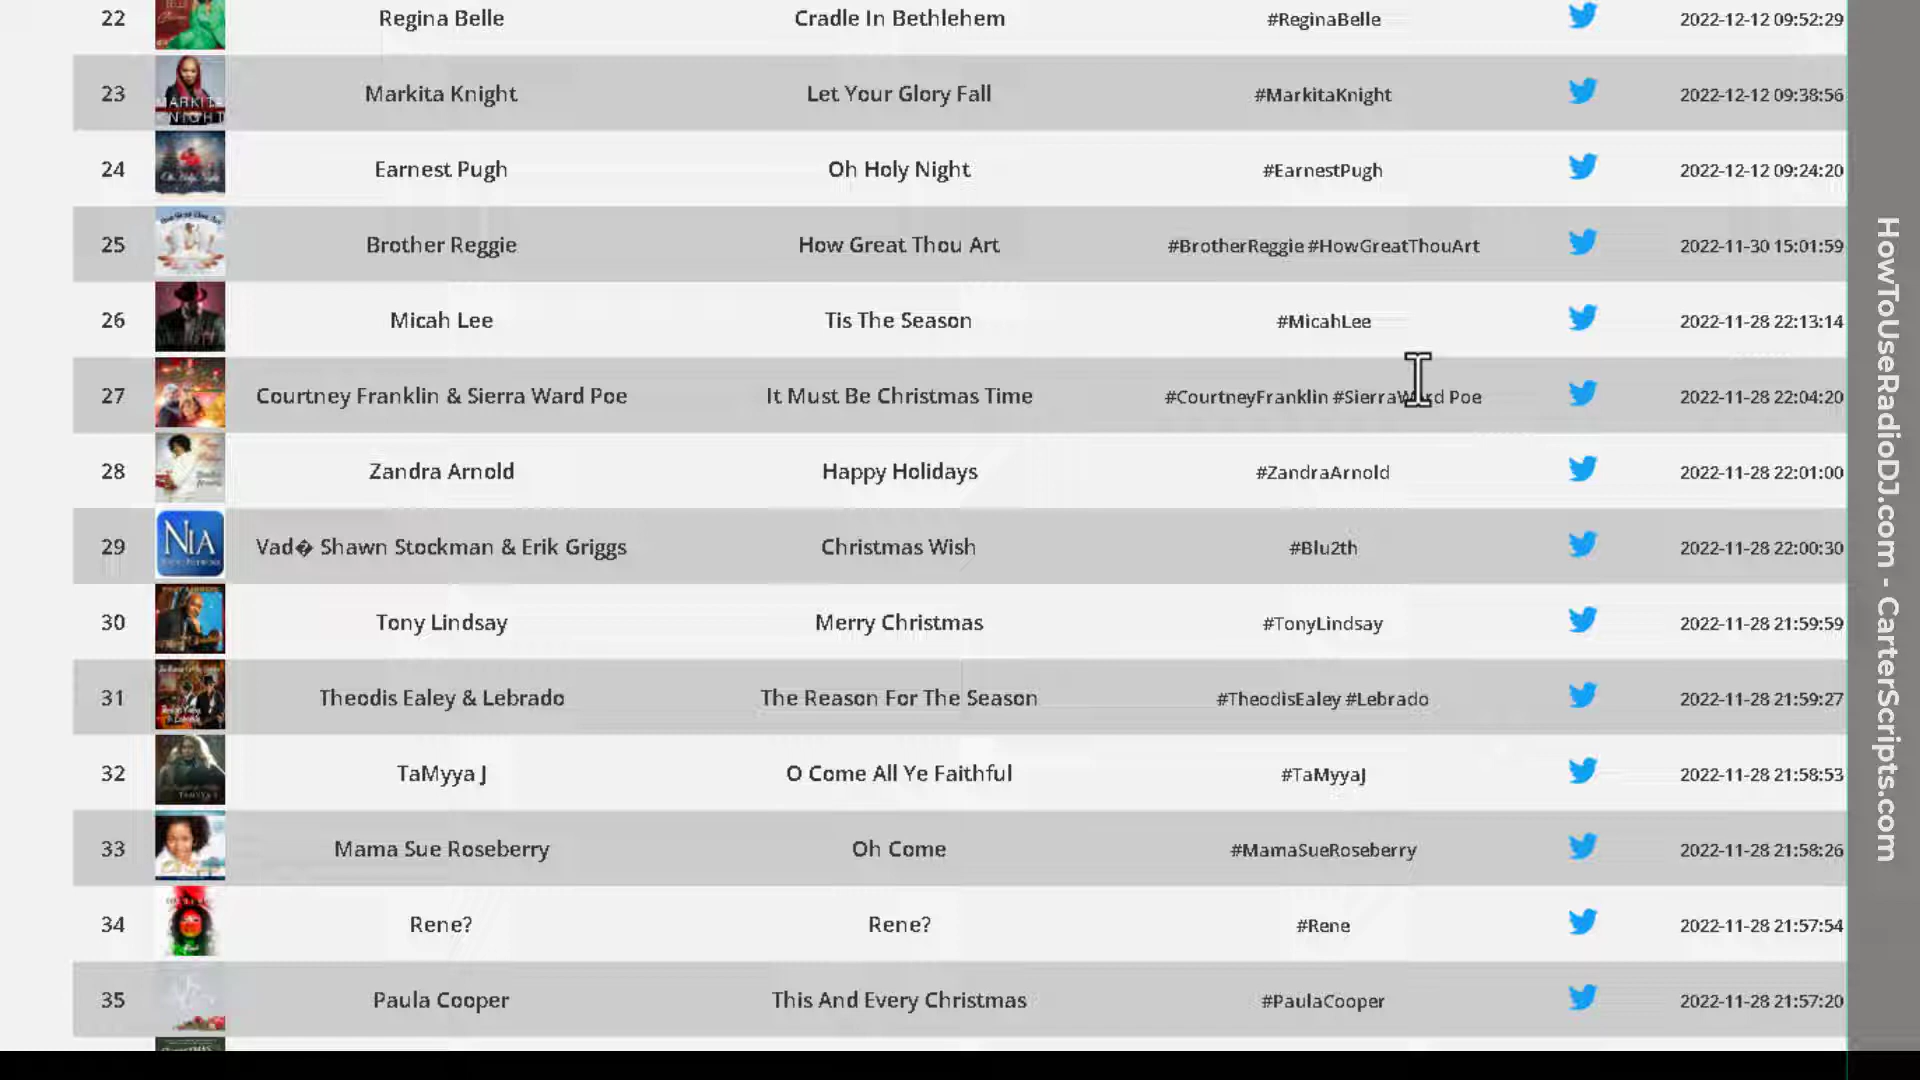 22 Regina Belle Cradle In Bethlehem #ReginaBelle 2022-12-12 09:52:29
23 Markita Knight Let Your Glory Fall #MarkitaKnight 2022-12-12 09:38:56
24 Earnest Pugh Oh Holy Night #EarnestPugh 2022-12-12 09:24:20
25 Brother Reggie How Great Thou Art #BrotherReggie #HowGreatThouArt 2022-11-30 15:01:59
26 Micah Lee Tis The Season #MicahLee 2022-11-28 22:13:14
27 Courtney Franklin & Sierra Ward Poe It Must Be Christmas Time #CourtneyFranklin #SierraWard Poe 2022-11-28 22:04:20
28 Zandra Arnold Happy Holidays #ZandraArnold 2022-11-28 22:01:00
29 NIA Vad� Shawn Stockman & Erik Griggs Christmas Wish #Blu2th 2022-11-28 22:00:30
30 Tony Lindsay Merry Christmas #TonyLindsay 2022-11-28 21:59:59
31 Theodis Ealey & Lebrado The Reason For The Season #TheodisEaley #Lebrado 2022-11-28 21:59:27
32 TaMyya J O Come All Ye Faithful #TaMyyaJ 2022-11-28 21:58:53
33 Mama Sue Roseberry Oh Come #MamaSueRoseberry 2022-11-28 21:58:26
34 Rene? Rene? #Rene 2022-11-28 21:57:54
35 Paula Cooper This And Every Christmas #PaulaCooper 2022-11-28 21:57:20
HowToUseRadioDJ.com - CarterScripts.com